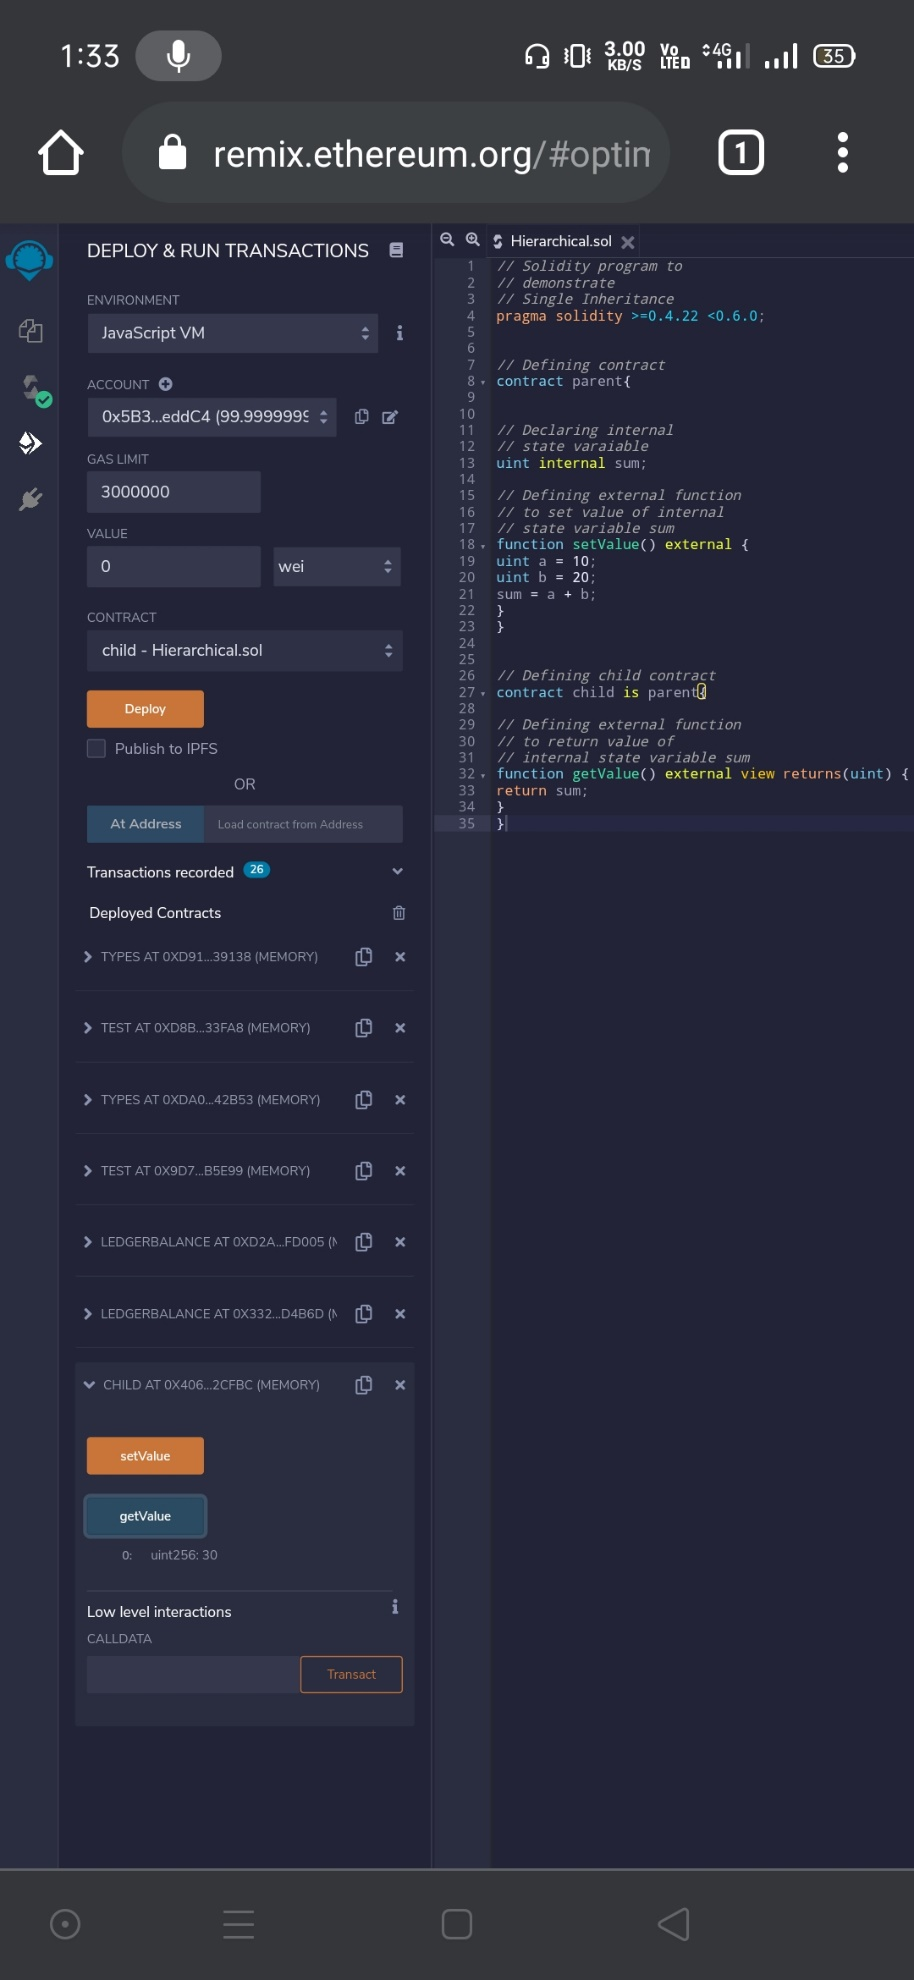 1:33
3.00
KB/S
Vo
LTE
4G
35
remix.ethereum.org/#optim
1
DEPLOY & RUN TRANSACTIONS
ENVIRONMENT
JavaScript VM
ACCOUNT
0x5B3...eddC4 (99.9999999
GAS LIMIT
3000000
VALUE
0
wei
CONTRACT
child - Hierarchical.sol
Deploy
Publish to IPFS
OR
At Address
Load contract from Address
Transactions recorded 26
Deployed Contracts
TYPES AT 0XD91...39138 (MEMORY)
TEST AT 0XD8B...33FA8 (MEMORY)
TYPES AT 0XDA0...42B53 (MEMORY)
TEST AT 0X9D7...B5E99 (MEMORY)
LEDGERBALANCE AT 0XD2A...FD005 (M
LEDGERBALANCE AT 0X332...D4B6D (M
CHILD AT 0X406...2CFBC (MEMORY)
setValue
getValue
0: uint256: 30
Low level interactions
CALLDATA
Transact
Hierarchical.sol
1 // Solidity program to
2 // demonstrate
3 // Single Inheritance
4 pragma solidity >=0.4.22 <0.6.0;
5
6
7 // Defining contract
8 contract parent{
9
10
11 // Declaring internal
12 // state varaiable
13 uint internal sum;
14
15 // Defining external function
16 // to set value of internal
17 // state variable sum
18 function setValue() external {
19 uint a = 10;
20 uint b = 20;
21 sum = a + b;
22 }
23 }
24
25
26 // Defining child contract
27 contract child is parent{
28
29 // Defining external function
30 // to return value of
31 // internal state variable sum
32 function getValue() external view returns(uint) {
33 return sum;
34 }
35 }